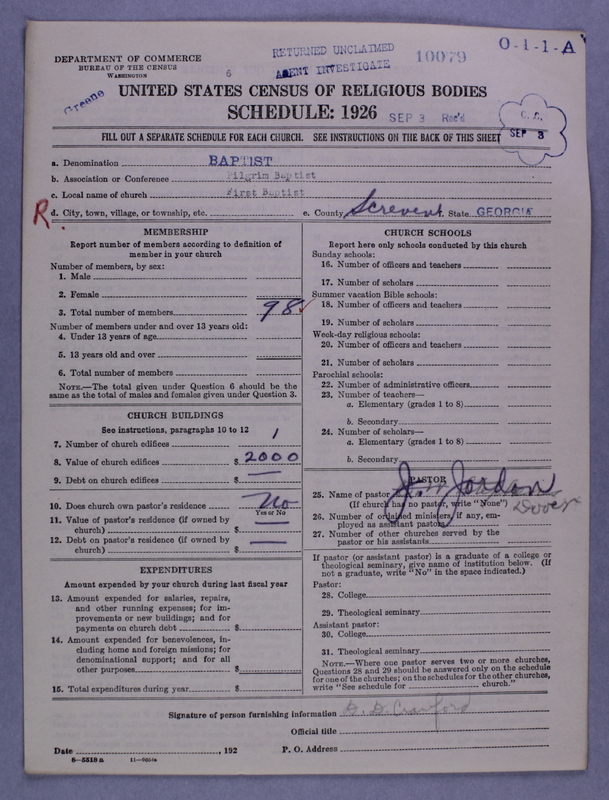 DEPARTMENT OF COMMERCE
BUREAU OF THE CENSUS
WASHINGTON
RETURNED UNCLAIMED
AGENT INVESTIGATE
10079
O-1-1-A
6
Greene
UNITED STATES CENSUS OF RELIGIOUS BODIES
SCHEDULE: 1926
SEP 3 Rec'd
SEP 3
FILL OUT A SEPARATE SCHEDULE FOR EACH CHURCH. SEE INSTRUCTIONS ON THE BACK OF THIS SHEET
a. Denomination BAPTIST
b. Association or Conference Pilgrim Baptist
c. Local name of church First Baptist
R
d. City, town, village, or township, etc. e. County Screven State GEORGIA
MEMBERSHIP
Report number of members according to definition of member in your church
Number of members, by sex:
1. Male
2. Female
3. Total number of members 98
Number of members under and over 13 years old:
4. Under 13 years of age
5. 13 years old and over
6. Total number of members
NOTE.—The total given under Question 6 should be the same as the total of males and females given under Question 3.
CHURCH BUILDINGS
See instructions, paragraphs 10 to 12
7. Number of church edifices 1
8. Value of church edifices $ 2000
9. Debt on church edifices $ —
10. Does church own pastor's residence No
Yes or No
11. Value of pastor's residence (if owned by church) $ —
12. Debt on pastor's residence (if owned by church) $ —
EXPENDITURES
Amount expended by your church during last fiscal year
13. Amount expended for salaries, repairs, and other running expenses; for improvements or new buildings; and for payments on church debt $
14. Amount expended for benevolences, including home and foreign missions; for denominational support; and for all other purposes $
15. Total expenditures during year $
CHURCH SCHOOLS
Report here only schools conducted by this church
Sunday schools:
16. Number of officers and teachers
17. Number of scholars
Summer vacation Bible schools:
18. Number of officers and teachers
19. Number of scholars
Week-day religious schools:
20. Number of officers and teachers
21. Number of scholars
Parochial schools:
22. Number of administrative officers
23. Number of teachers—
a. Elementary (grades 1 to 8)
b. Secondary
24. Number of scholars—
a. Elementary (grades 1 to 8)
b. Secondary
PASTOR
25. Name of pastor J. W. Jordan
(If church has no pastor, write "None") Dover
26. Number of ordained ministers, if any, employed as assistant pastors
27. Number of other churches served by the pastor or his assistants
If pastor (or assistant pastor) is a graduate of a college or theological seminary, give name of institution below. (If not a graduate, write "No" in the space indicated.)
Pastor:
28. College
29. Theological seminary
Assistant pastor:
30. College
31. Theological seminary
NOTE.—Where one pastor serves two or more churches, Questions 28 and 29 should be answered only on the schedule for one of the churches; on the schedules for the other churches, write "See schedule for church."
Signature of person furnishing information D. D. Crawford
Official title
Date , 192 P. O. Address
8—5518 a